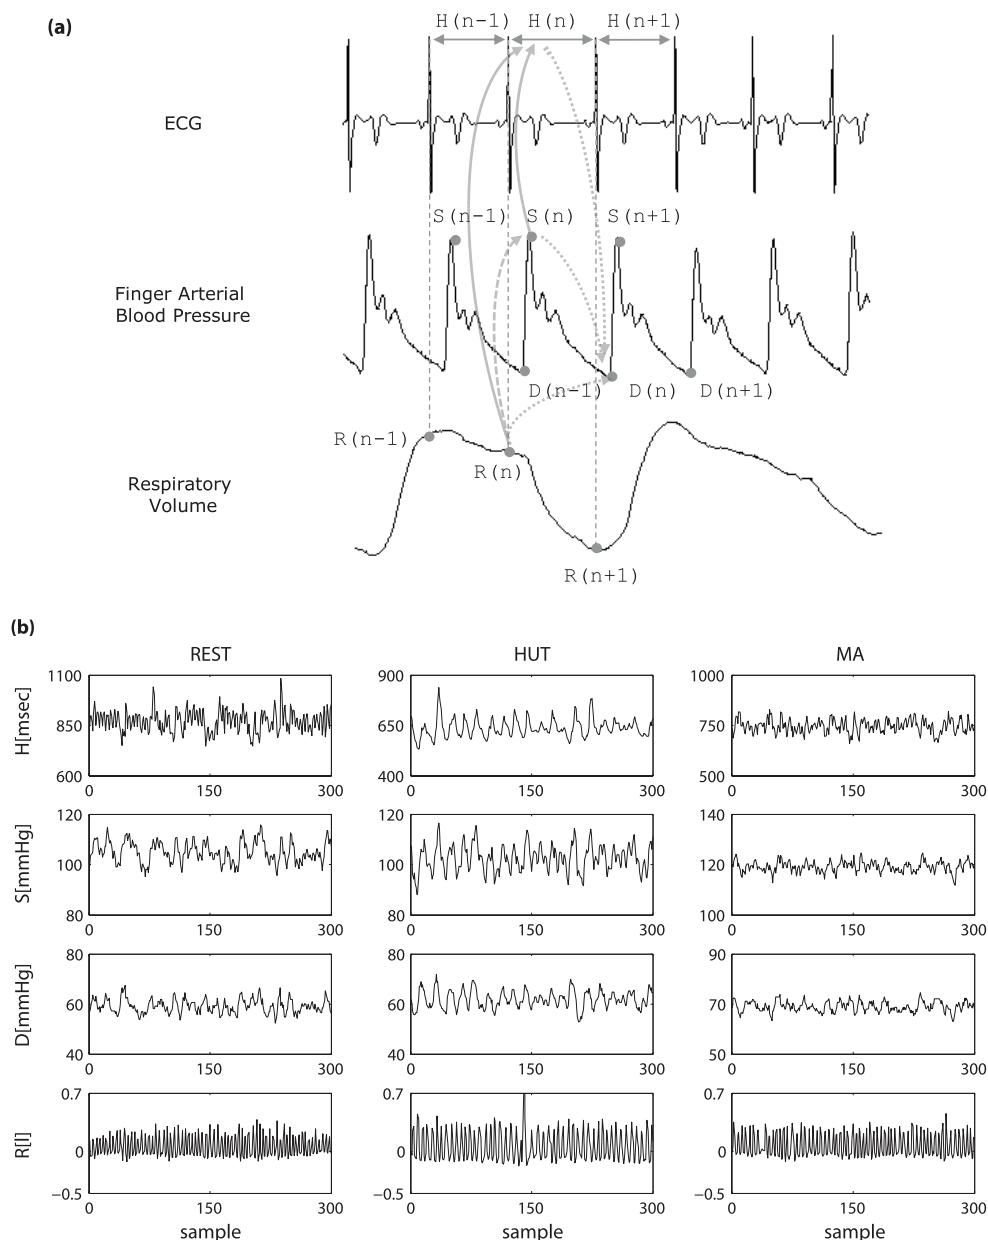 (a)
H(n-1) H(n) H(n+1)
ECG
S(n-1) S(n) S(n+1)
Finger Arterial
Blood Pressure
D(n-1) D(n) D(n+1)
R(n-1)
R(n)
Respiratory
Volume
R(n+1)
(b)
REST HUT MA
H[msec]
1100 900 1000
850 650 750
600 400 500
0 150 300 0 150 300 0 150 300
S[mmHg]
120 120 140
100 100 120
80 80 100
0 150 300 0 150 300 0 150 300
D[mmHg]
80 80 90
60 60 70
40 40 50
0 150 300 0 150 300 0 150 300
R[l]
0.7 0.7 0.7
0 0 0
−0.5 −0.5 −0.5
0 150 300 0 150 300 0 150 300
sample sample sample